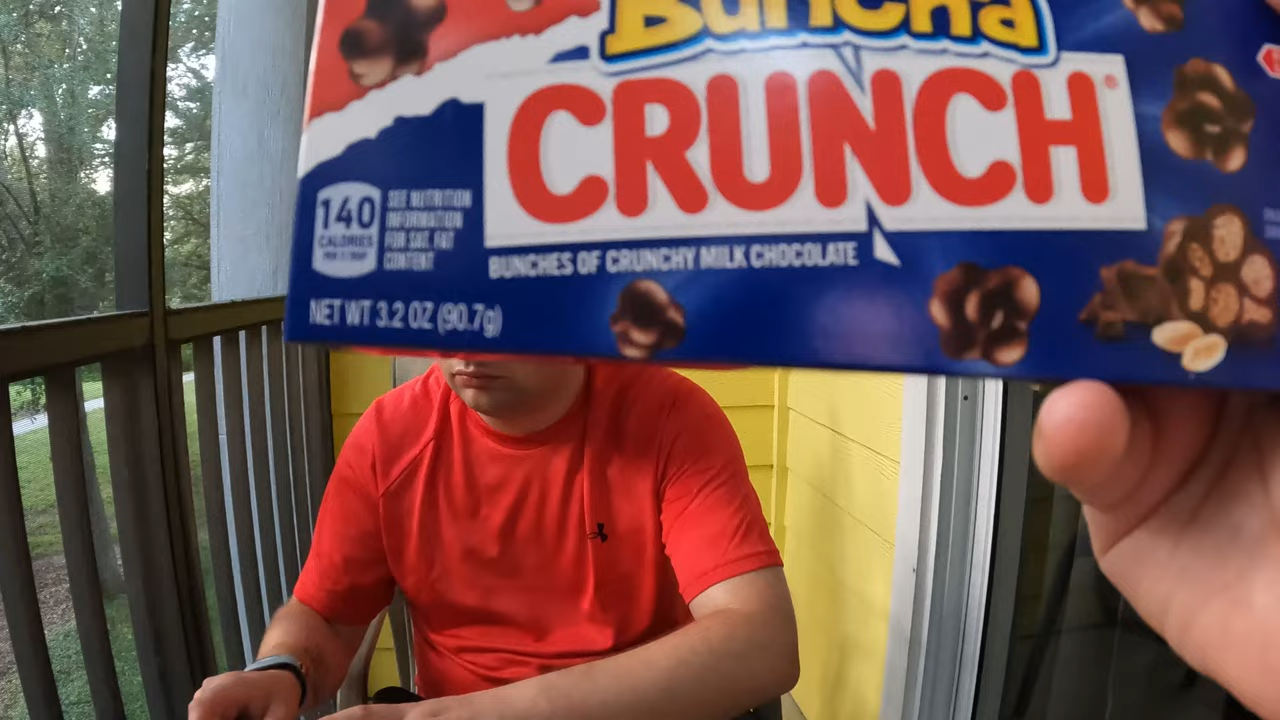 Buncha
CRUNCH®
140
CALORIES
SEE NUTRITION
INFORMATION
FOR SAT. FAT
CONTENT
BUNCHES OF CRUNCHY MILK CHOCOLATE
NET WT 3.2 OZ (90.7g)